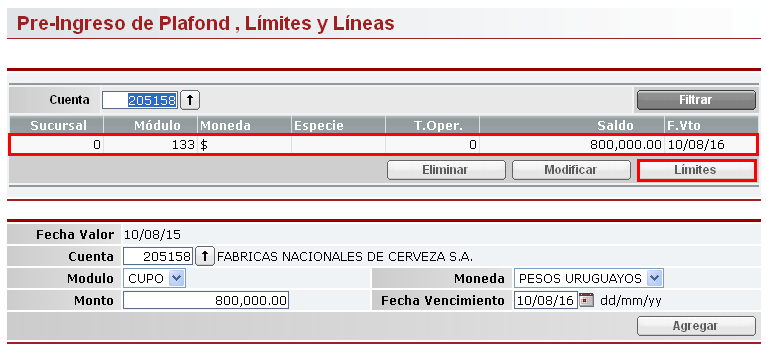 Pre-Ingreso de Plafond , Límites y Líneas
Cuenta 205158 Filtrar
Sucursal Módulo Moneda Especie T.Oper. Saldo F.Vto
0 133 $ 0 800,000.00 10/08/16
Eliminar Modificar Límites
Fecha Valor 10/08/15
Cuenta 205158 FABRICAS NACIONALES DE CERVEZA S.A.
Modulo CUPO Moneda PESOS URUGUAYOS
Monto 800,000.00 Fecha Vencimiento 10/08/16 dd/mm/yy
Agregar